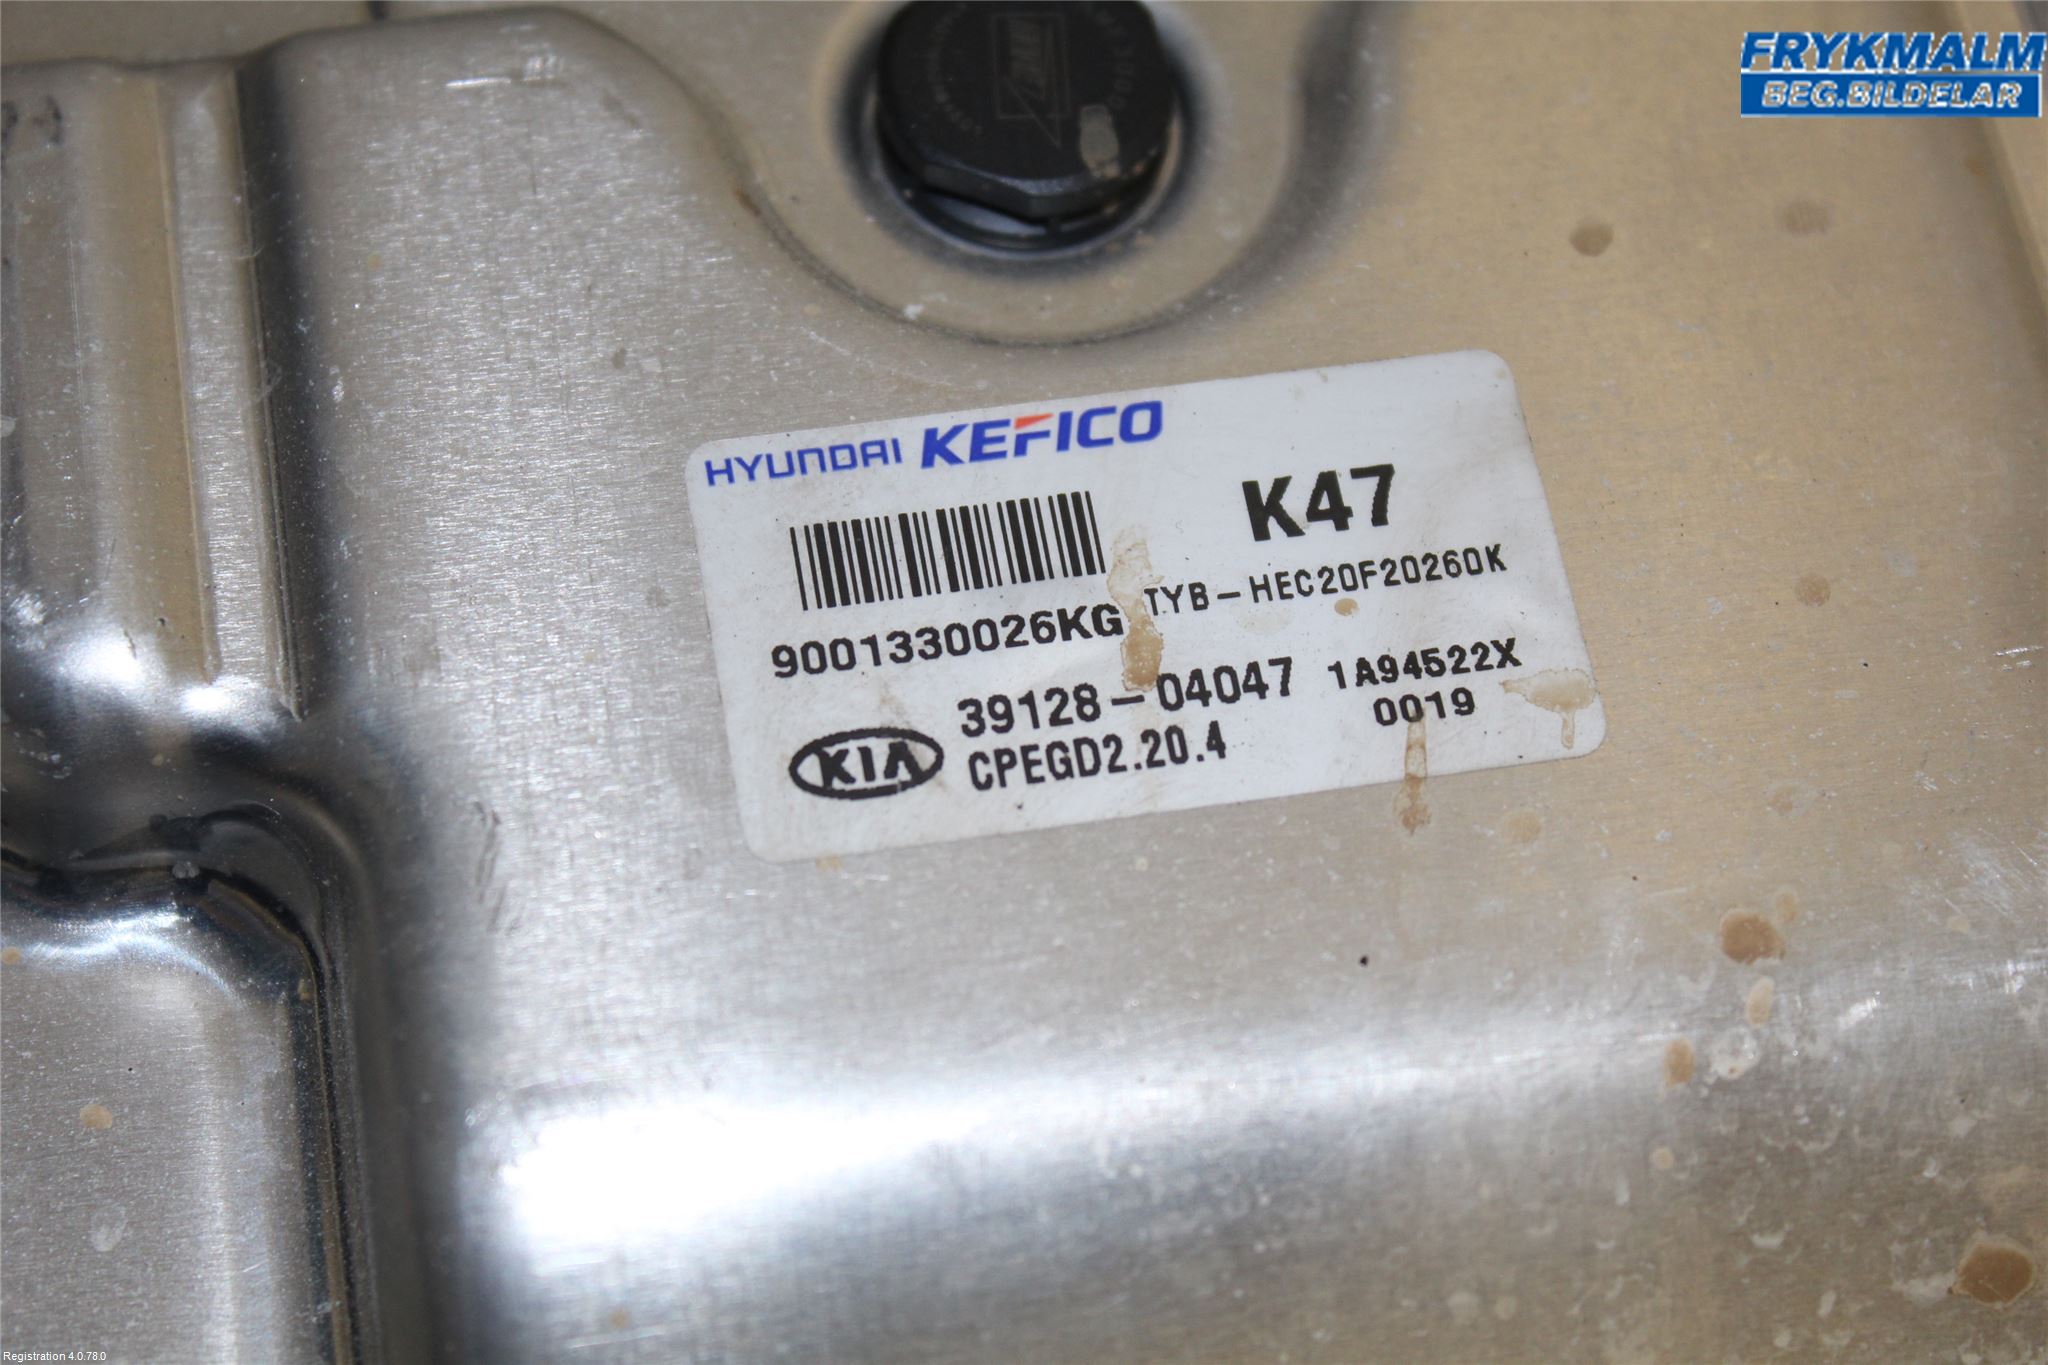 FRYKMALM
BEG.BILDELAR
HYUNDAI KEFICO
K47
TYB-HEC20F20260K
9001330026KG
39128-04047
1A94522X
0019
KIA
CPEGD2.20.4
Registration 4.0.78.0